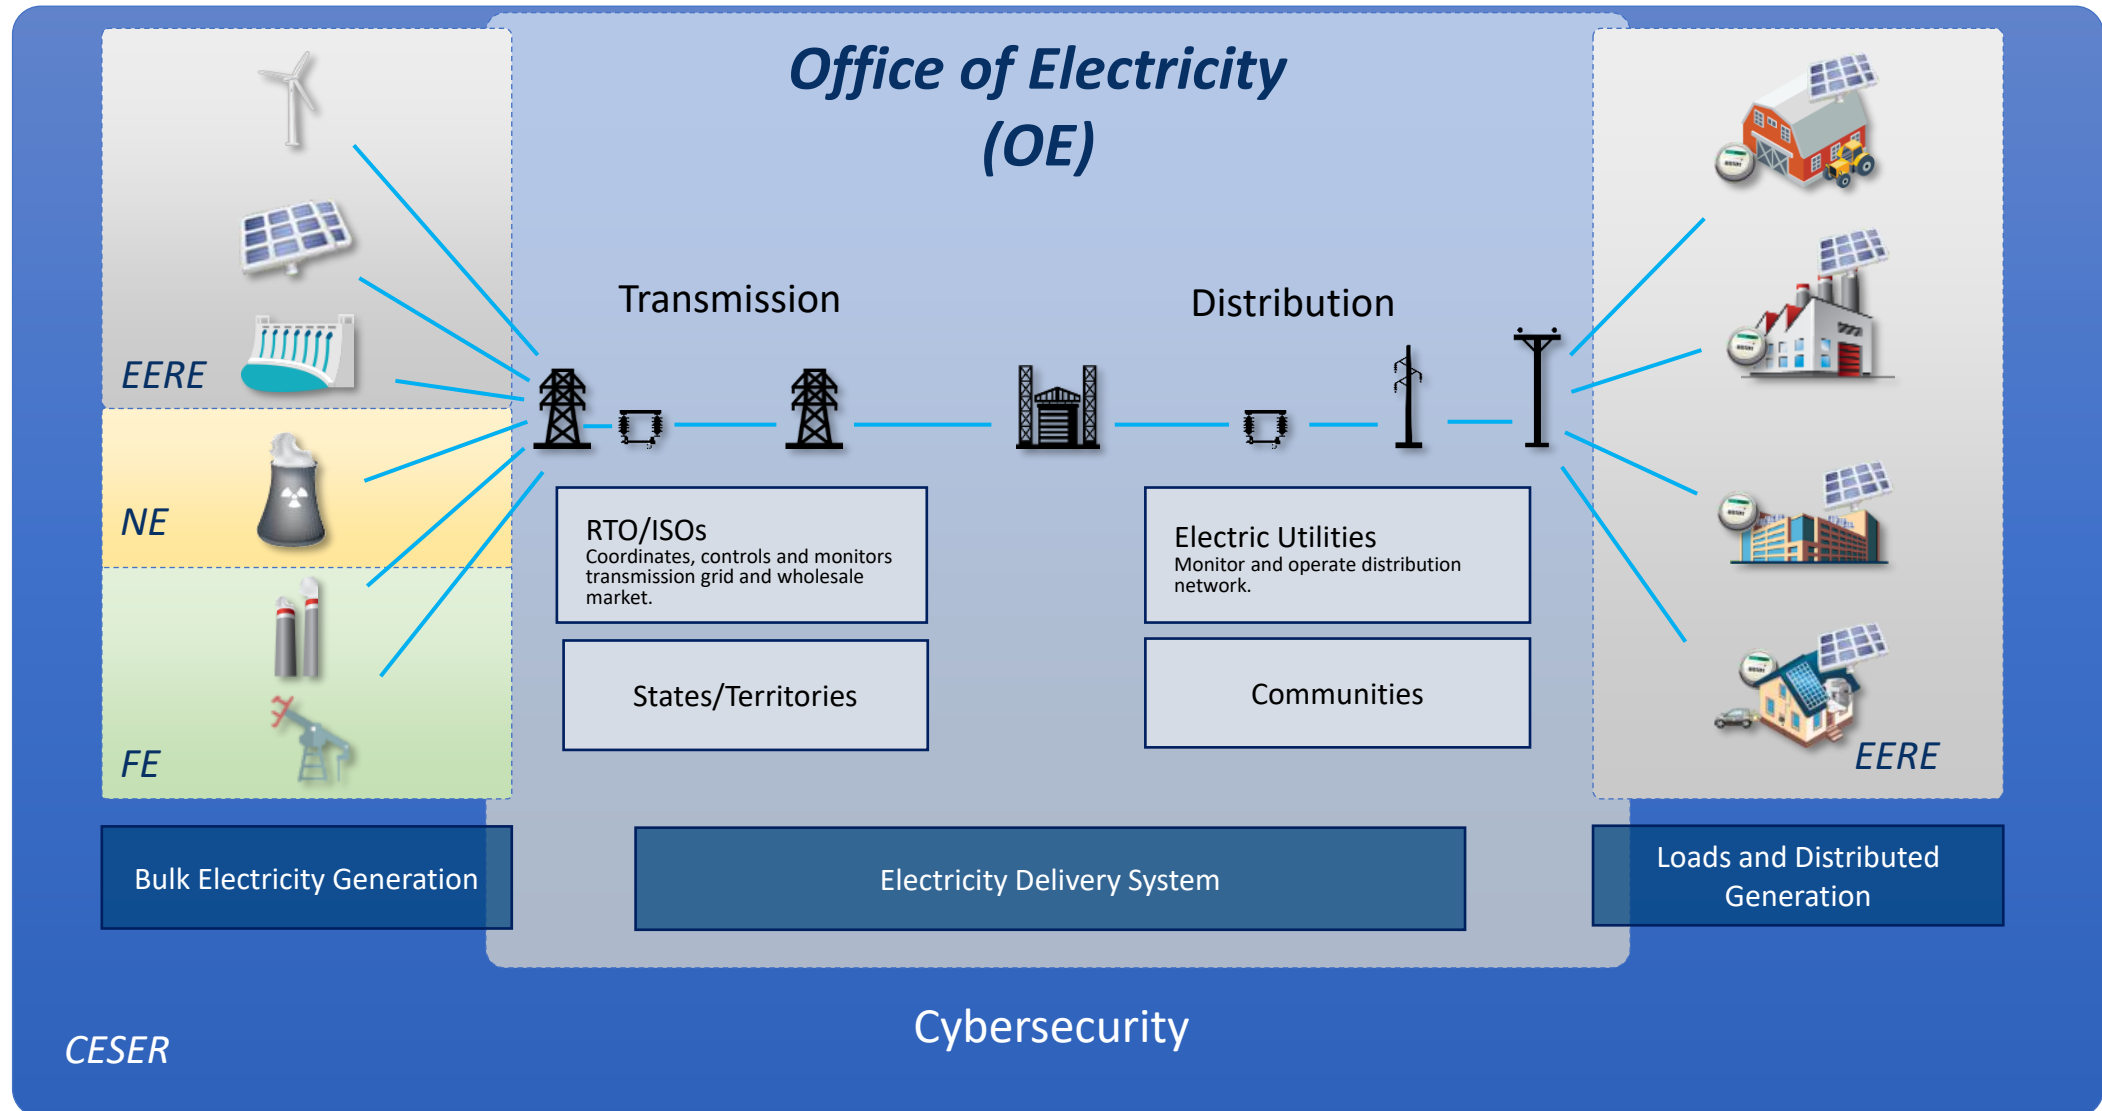 Office of Electricity
(OE)
Transmission
Distribution
EERE
NE
FE
RTO/ISOs
Coordinates, controls and monitors
transmission grid and wholesale
market.
States/Territories
Electric Utilities
Monitor and operate distribution
network.
Communities
EERE
Bulk Electricity Generation
Electricity Delivery System
Loads and Distributed
Generation
Cybersecurity
CESER